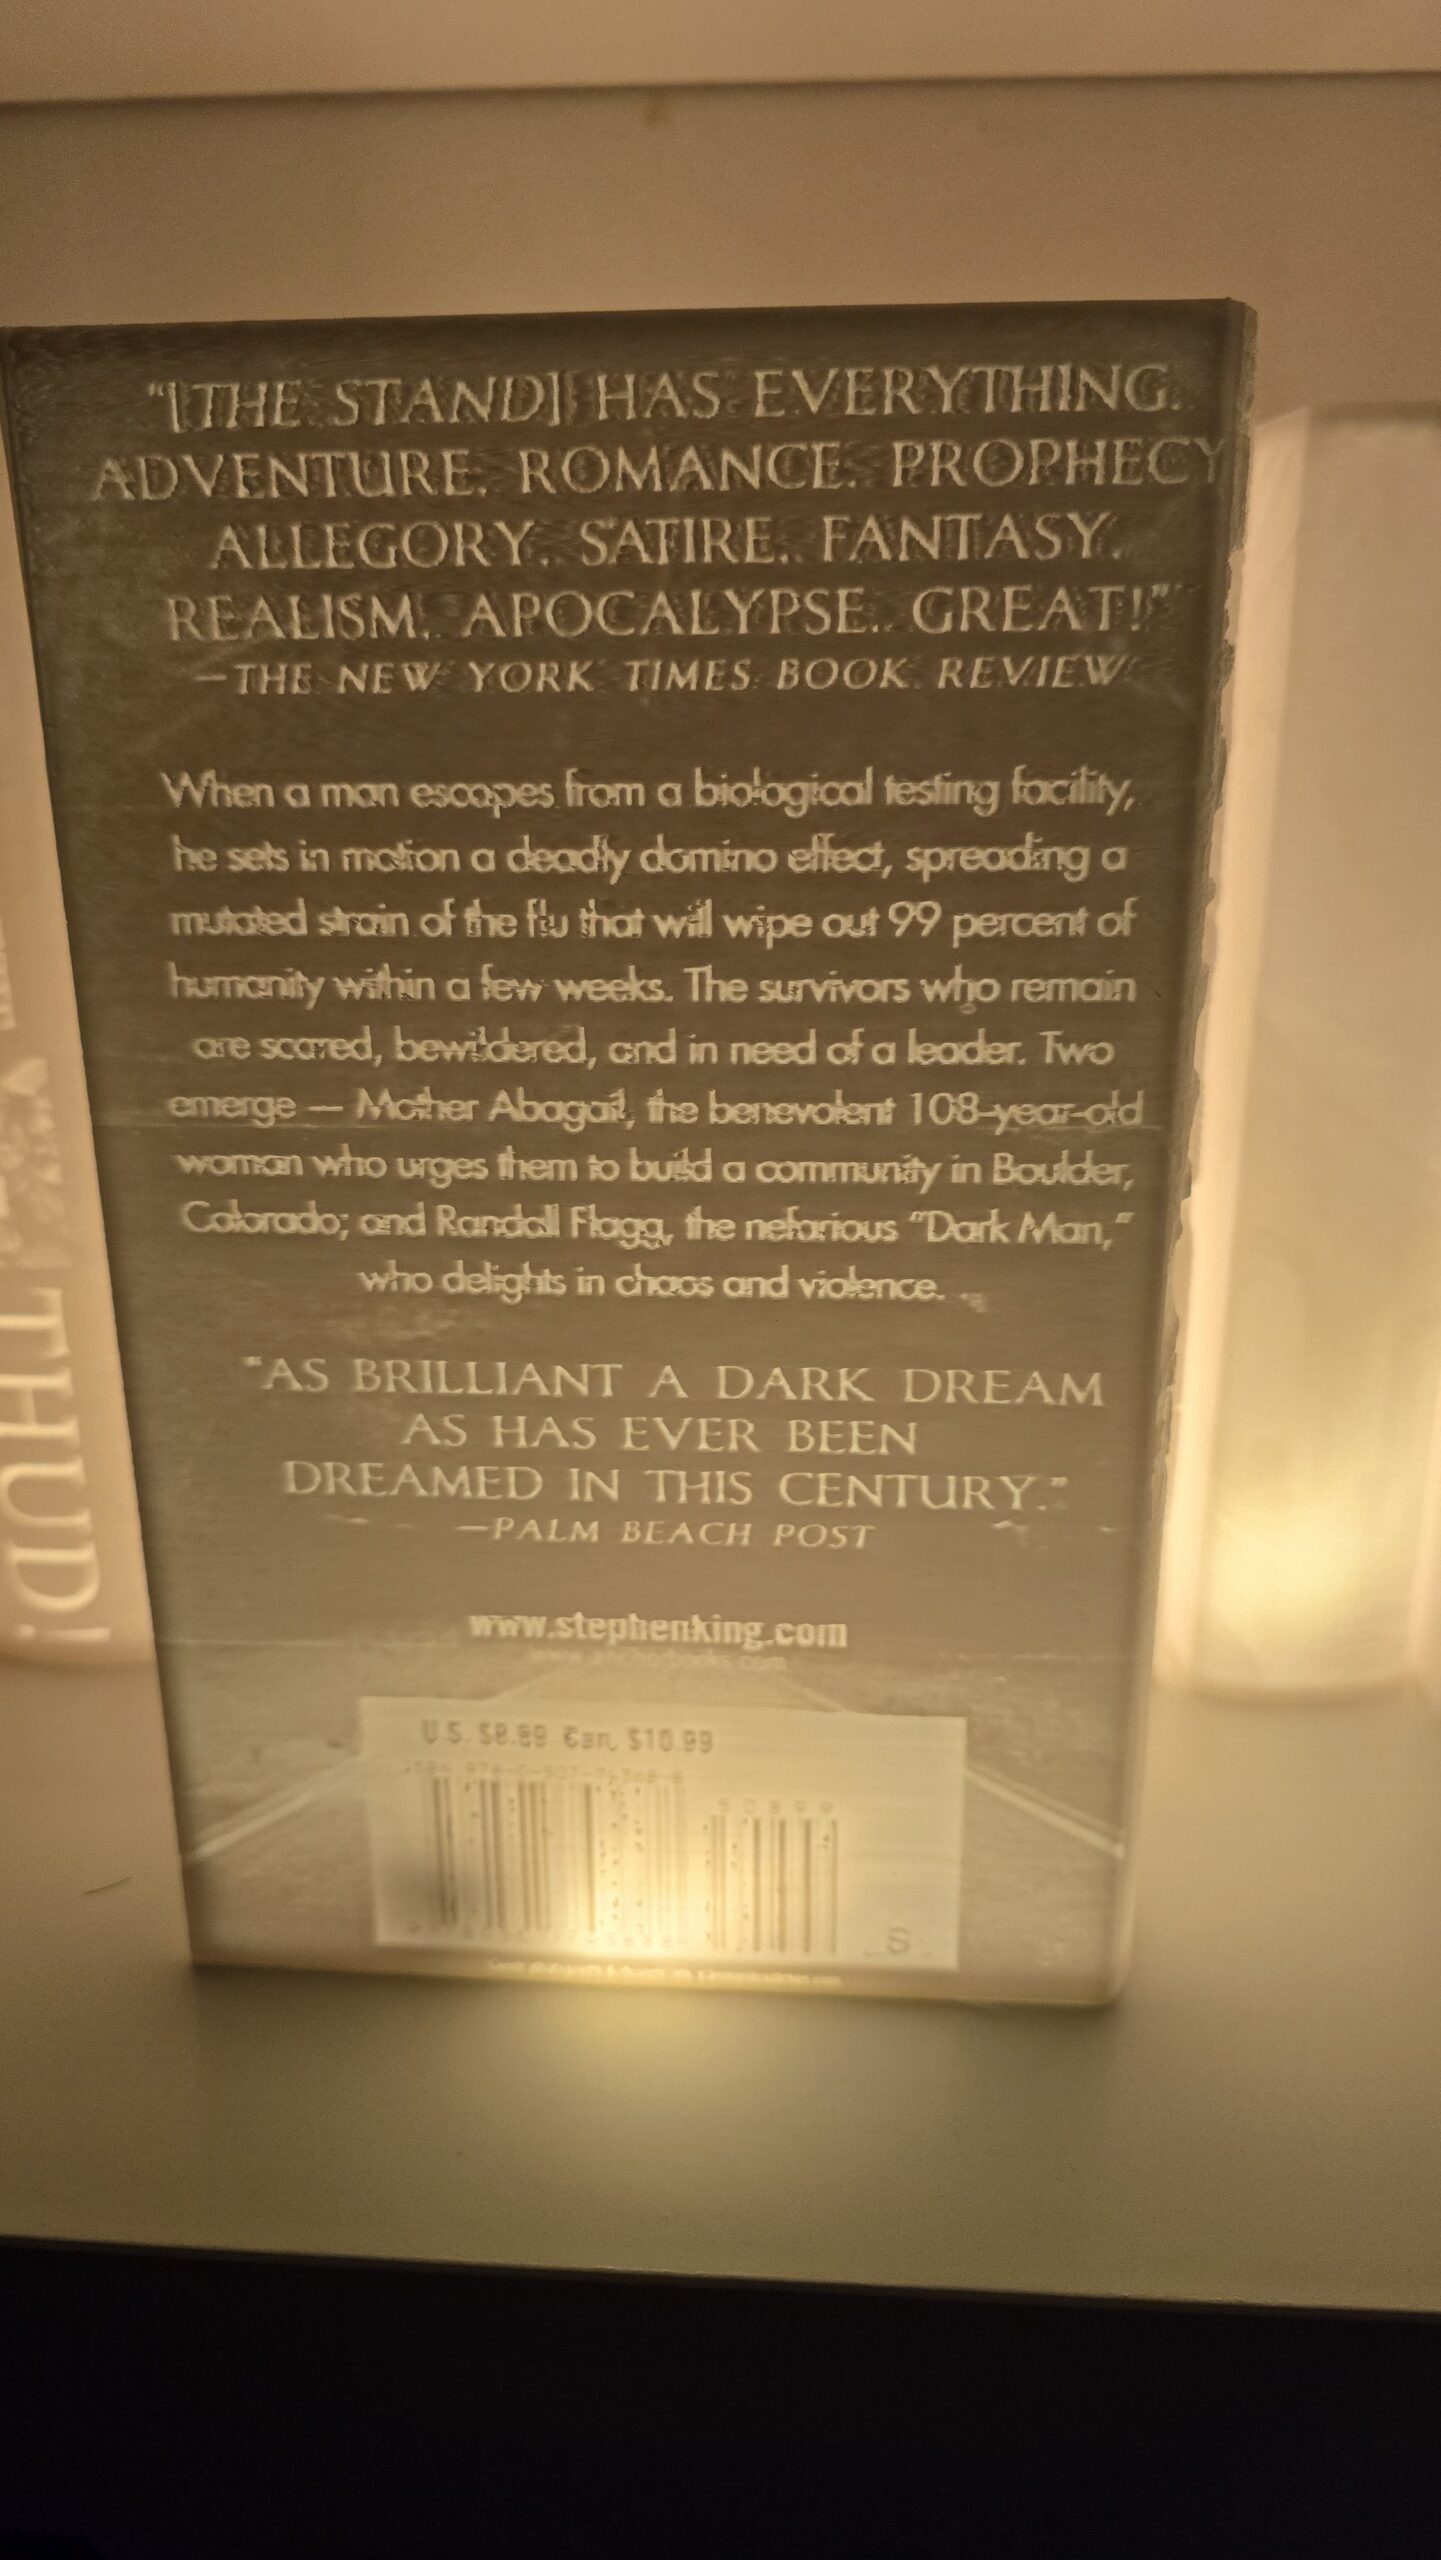 "[THE STAND] HAS EVERYTHING.
ADVENTURE. ROMANCE. PROPHECY
ALLEGORY. SATIRE. FANTASY.
REALISM. APOCALYPSE. GREAT!"
—THE NEW YORK TIMES BOOK REVIEW
When a man escapes from a biological testing facility,
he sets in motion a deadly domino effect, spreading a
mutated strain of the flu that will wipe out 99 percent of
humanity within a few weeks. The survivors who remain
are scared, bewildered, and in need of a leader. Two
emerge — Mother Abagail, the benevolent 108-year-old
woman who urges them to build a community in Boulder,
Colorado; and Randall Flagg, the nefarious "Dark Man,"
who delights in chaos and violence.
"AS BRILLIANT A DARK DREAM
AS HAS EVER BEEN
DREAMED IN THIS CENTURY."
—PALM BEACH POST
www.stephenking.com
U.S. Can. $10.99
S